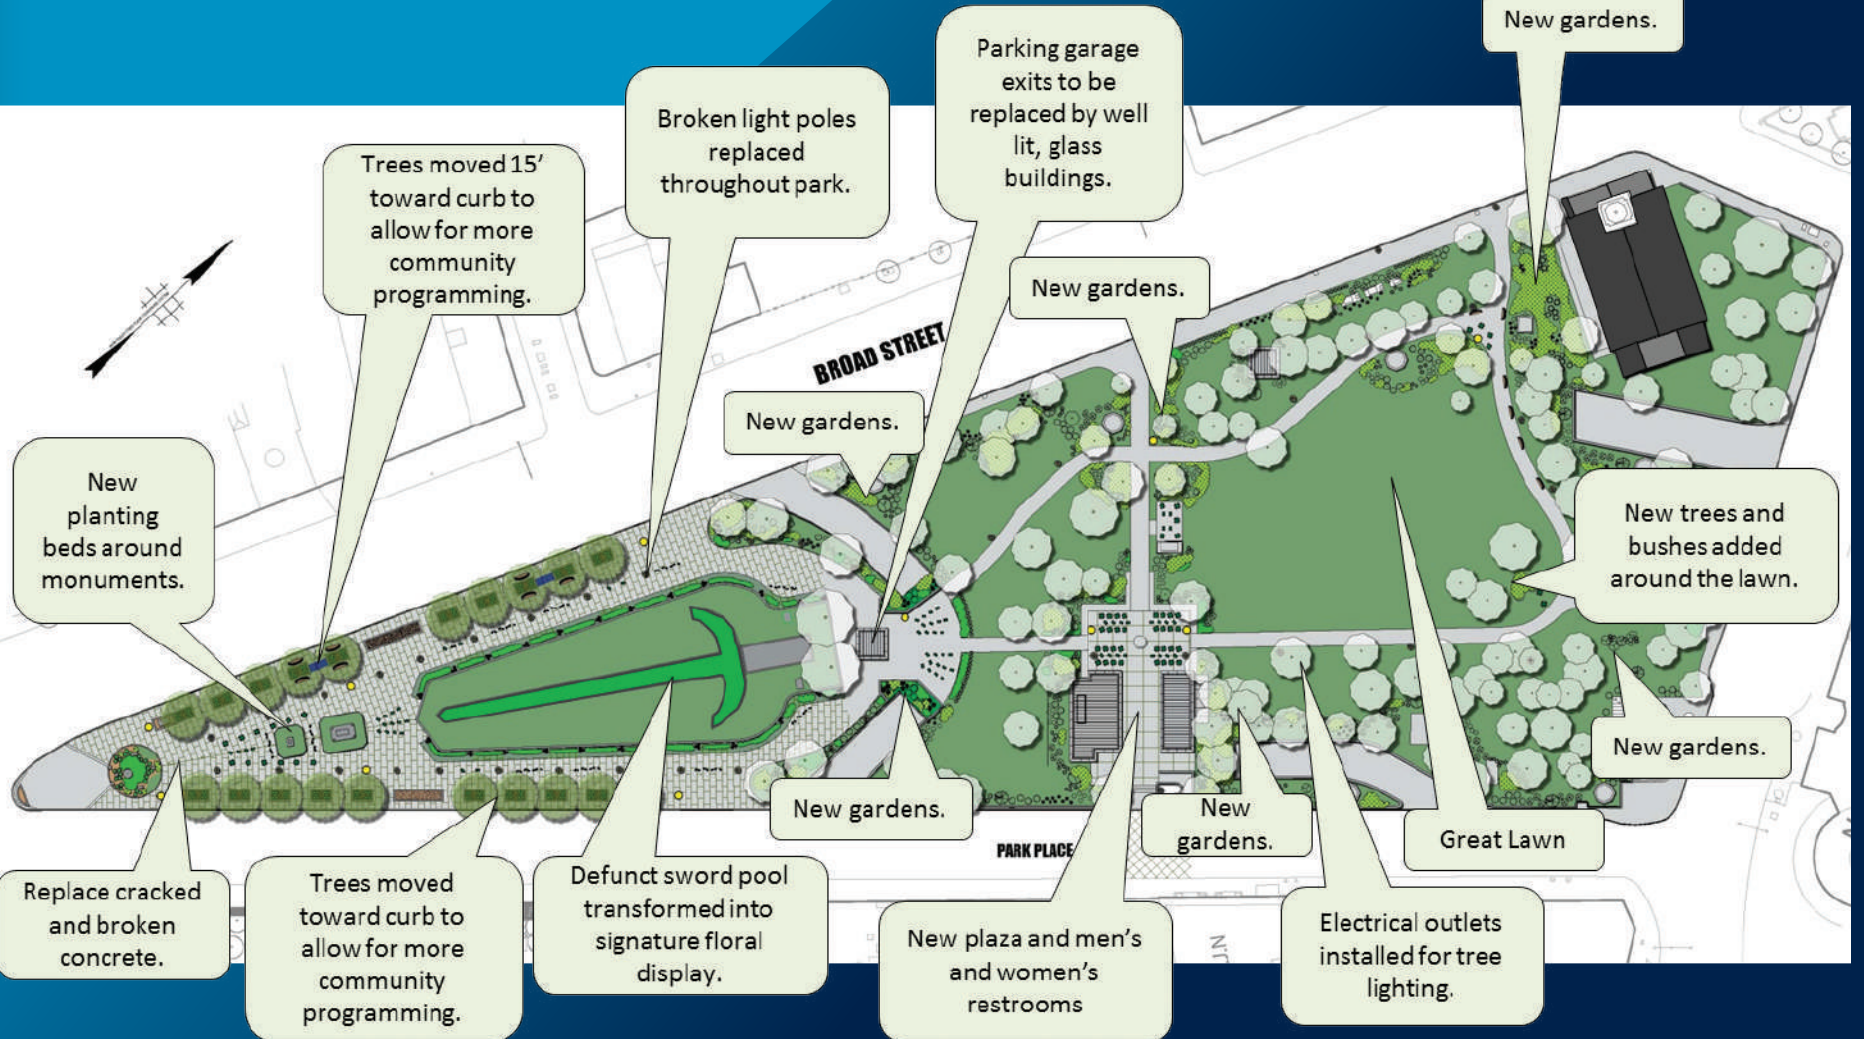 New gardens.
Parking garage
exits to be
replaced by well
lit, glass
buildings.
Broken light poles
replaced
throughout park.
Trees moved 15’
toward curb to
allow for more
community
programming.
New gardens.
BROAD STREET
New gardens.
New
planting
beds around
monuments.
New trees and
bushes added
around the lawn.
New gardens.
New gardens.
New
gardens.
Great Lawn
PARK PLACE
Replace cracked
and broken
concrete.
Trees moved
toward curb to
allow for more
community
programming.
Defunct sword pool
transformed into
signature floral
display.
New plaza and men’s
and women’s
restrooms
Electrical outlets
installed for tree
lighting.